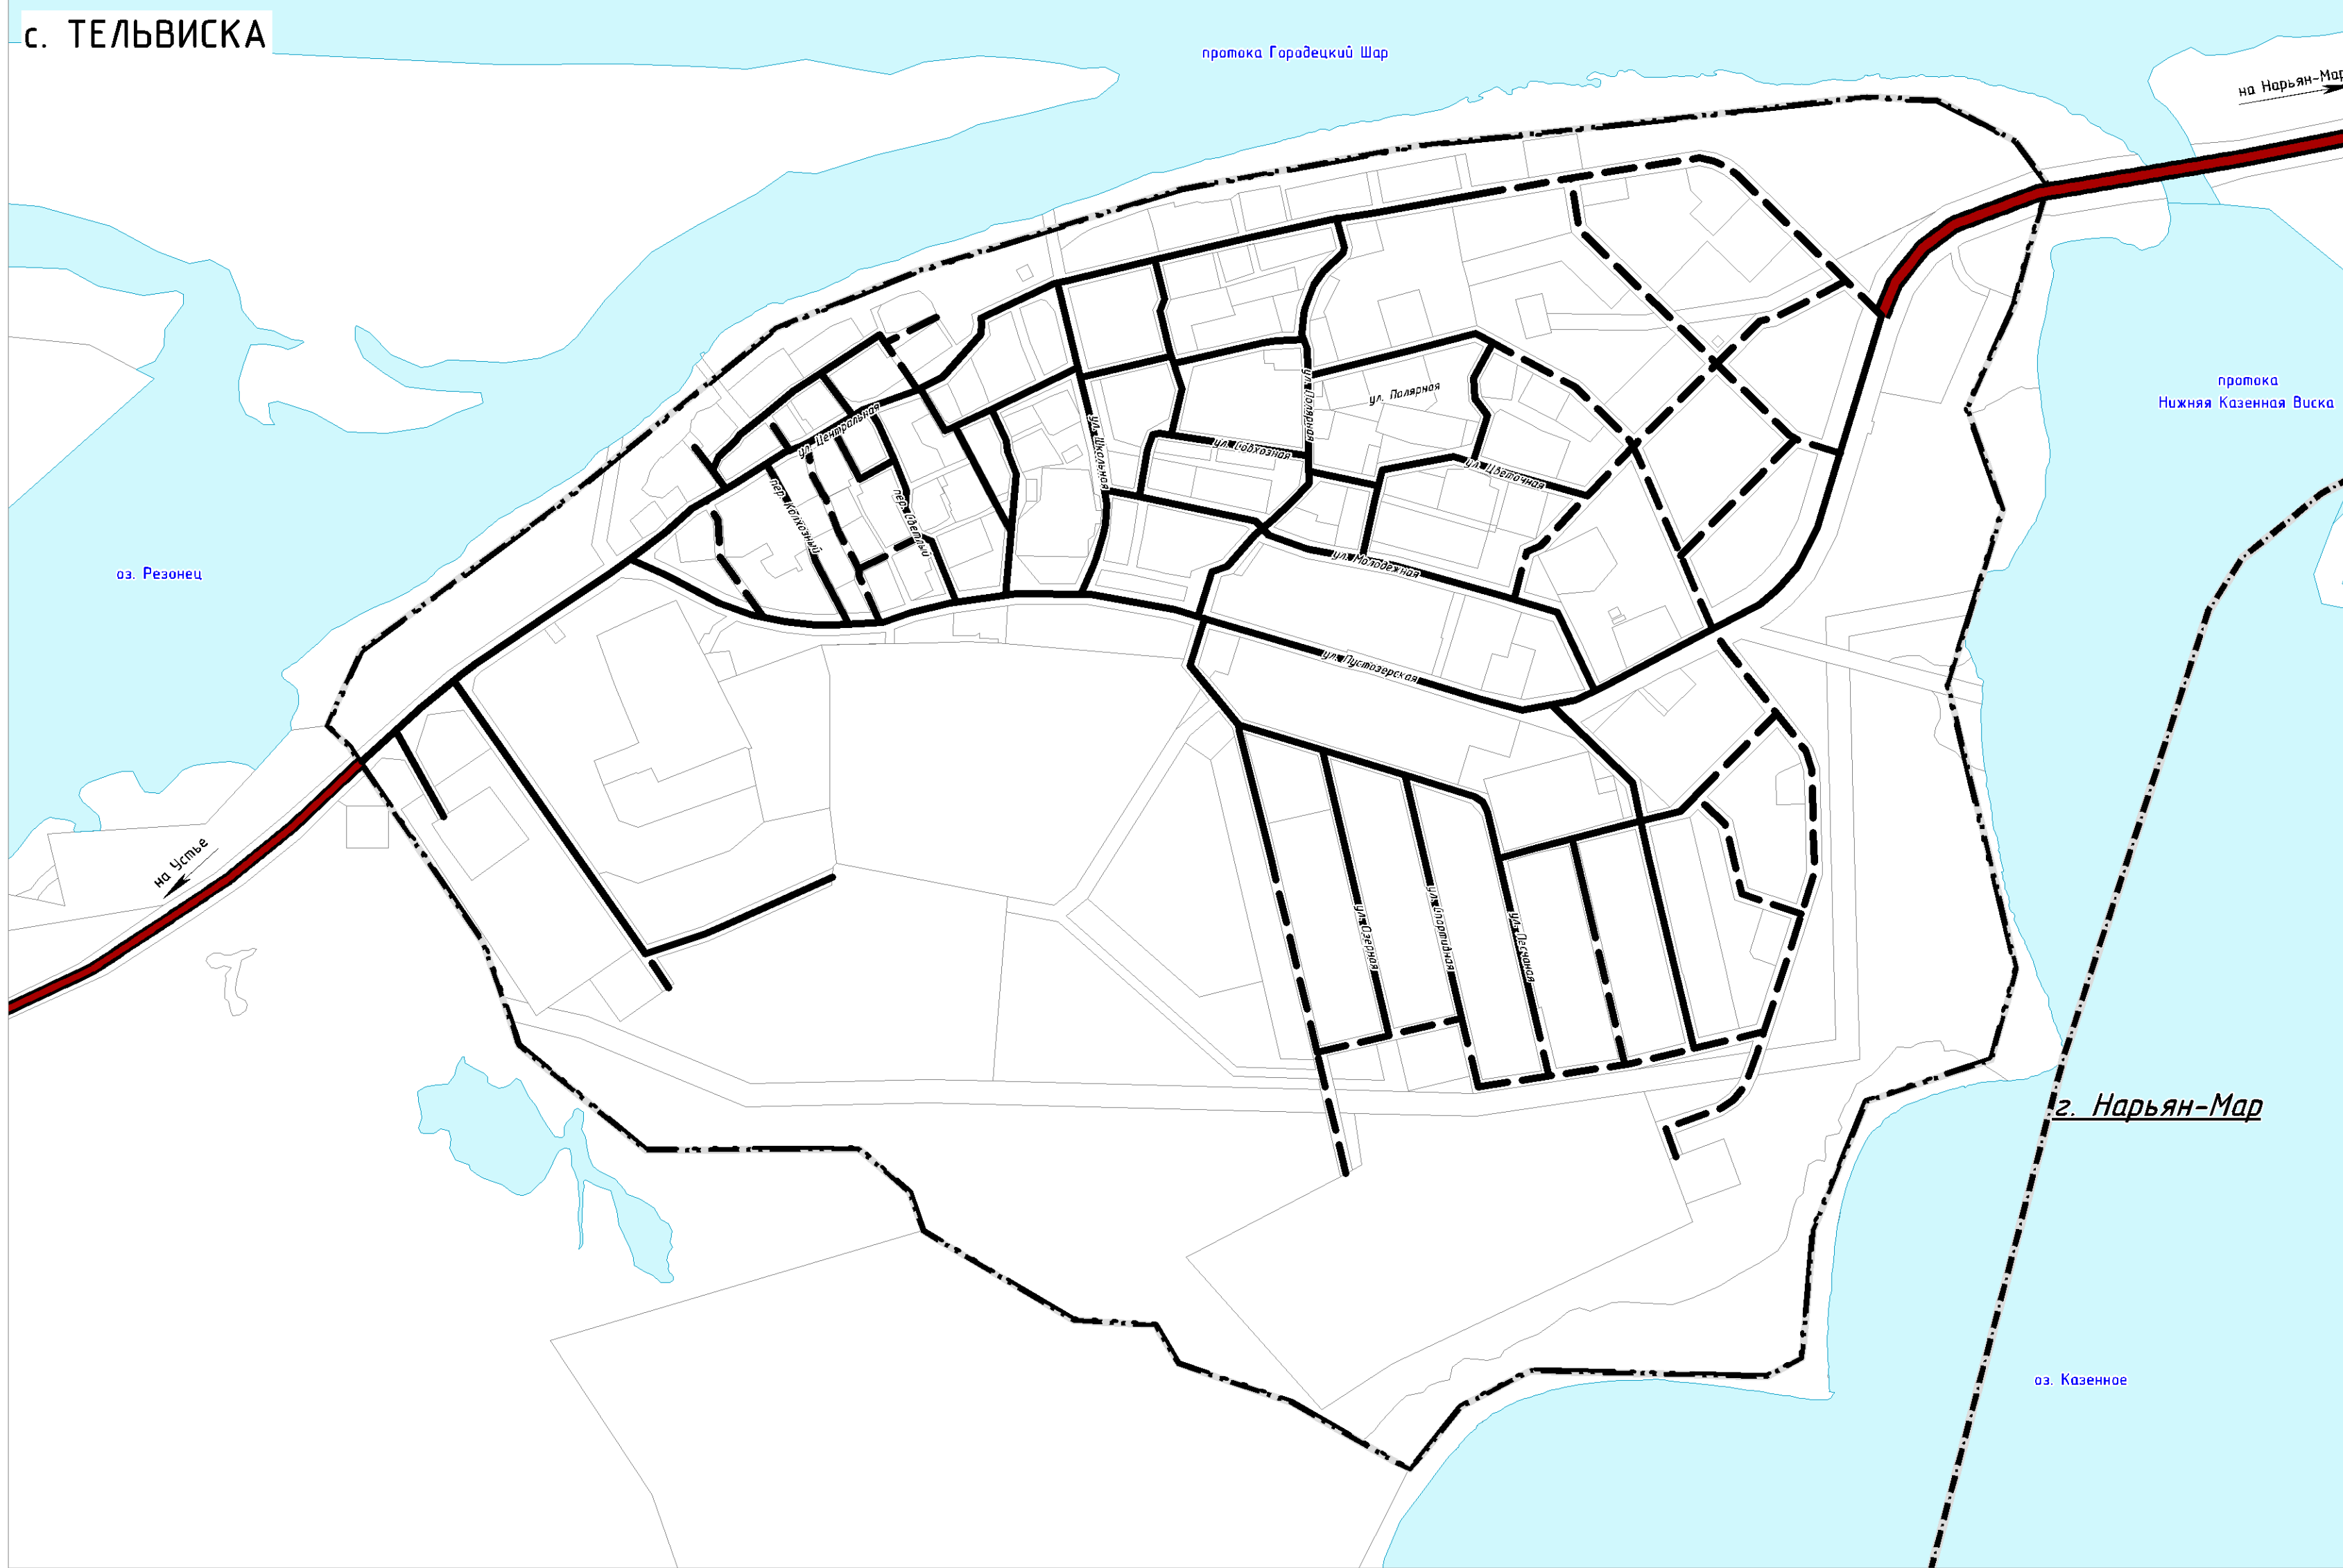 с. ТЕЛЬВИСКА
протока Городецкий Шар
на Нарьян-Мар
протока
Нижняя Казенная Виска
ул. Полярная
ул. Полярная
ул. Центральная
ул. Школьная
ул. Совхозная
ул. Цветочная
пер. Колхозный
пер. Светлый
ул. Молодежная
оз. Резонец
ул. Пустозерская
на Устье
ул. Озерная
ул. Спортивная
ул. Песчаная
г. Нарьян-Мар
оз. Казенное